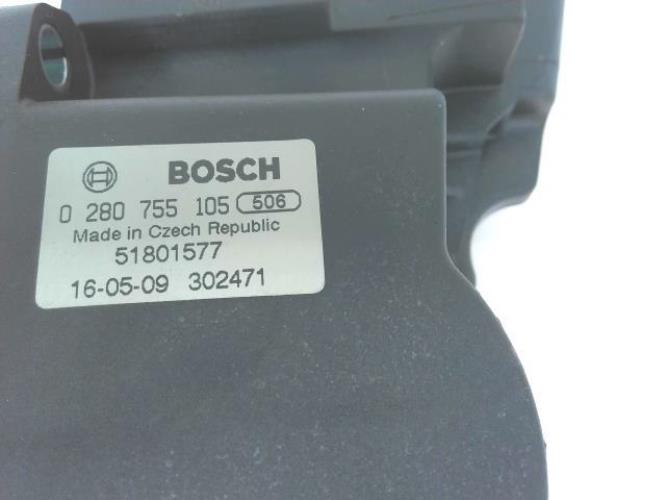 BOSCH
0 280 755 105 506
Made in Czech Republic
51801577
16-05-09 302471